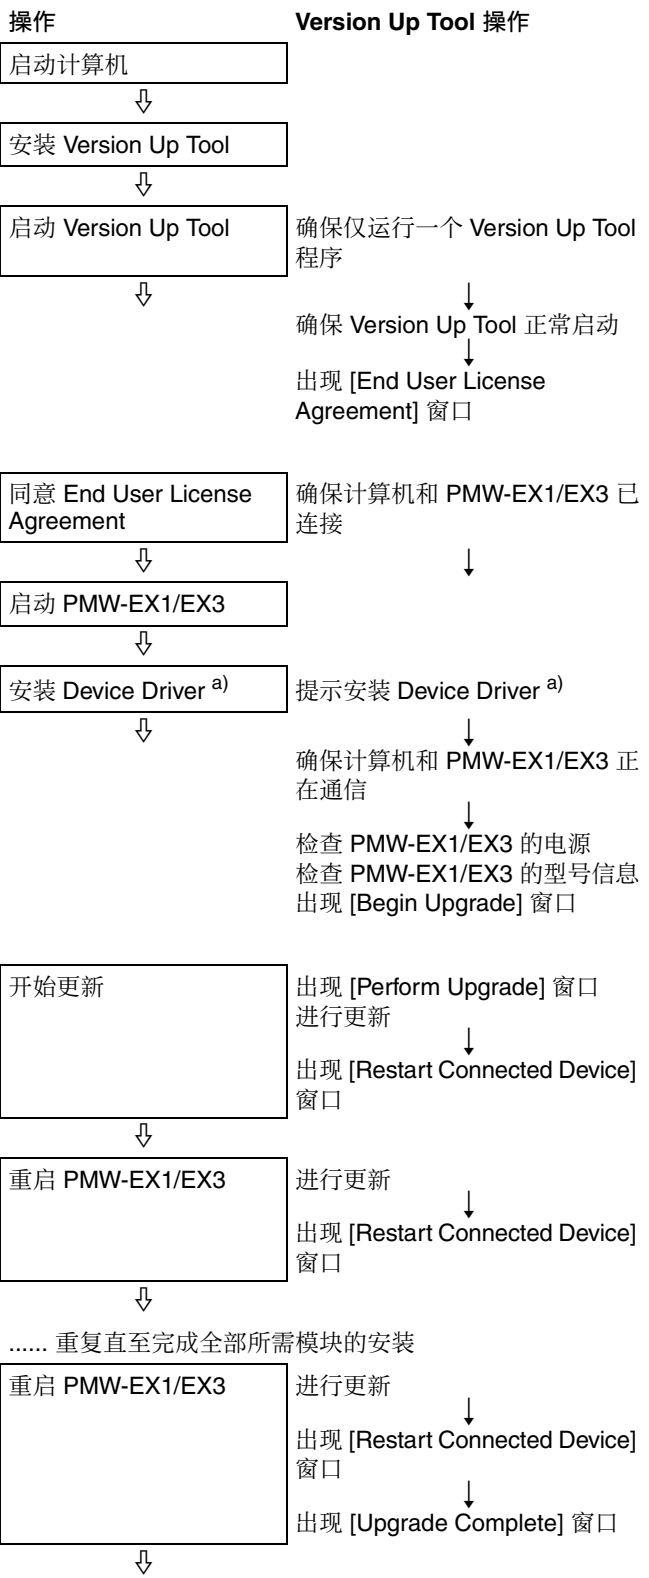 操作
Version Up Tool 操作
启动计算机
安装 Version Up Tool
启动 Version Up Tool
确保仅运行一个 Version Up Tool
程序
确保 Version Up Tool 正常启动
出现 [End User License
Agreement] 窗口
同意 End User License
Agreement
确保计算机和 PMW-EX1/EX3 已
连接
启动 PMW-EX1/EX3
安装 Device Driver a)
提示安装 Device Driver a)
确保计算机和 PMW-EX1/EX3 正
在通信
检查 PMW-EX1/EX3 的电源
检查 PMW-EX1/EX3 的型号信息
出现 [Begin Upgrade] 窗口
开始更新
出现 [Perform Upgrade] 窗口
进行更新
出现 [Restart Connected Device]
窗口
重启 PMW-EX1/EX3
进行更新
出现 [Restart Connected Device]
窗口
...... 重复直至完成全部所需模块的安装
重启 PMW-EX1/EX3
进行更新
出现 [Restart Connected Device]
窗口
出现 [Upgrade Complete] 窗口